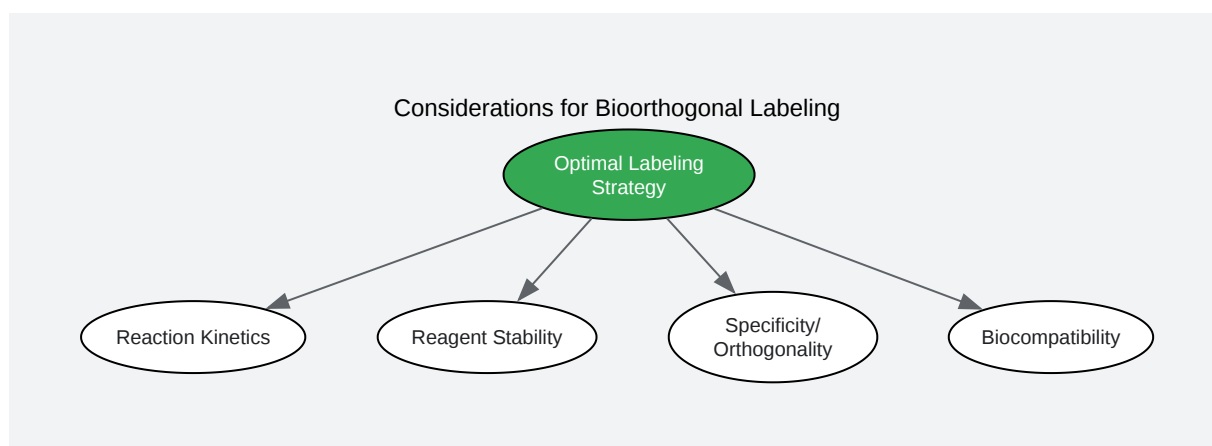 Considerations for Bioorthogonal Labeling
Optimal Labeling
Strategy
Reaction Kinetics
Reagent Stability
Specificity/
Orthogonality
Biocompatibility